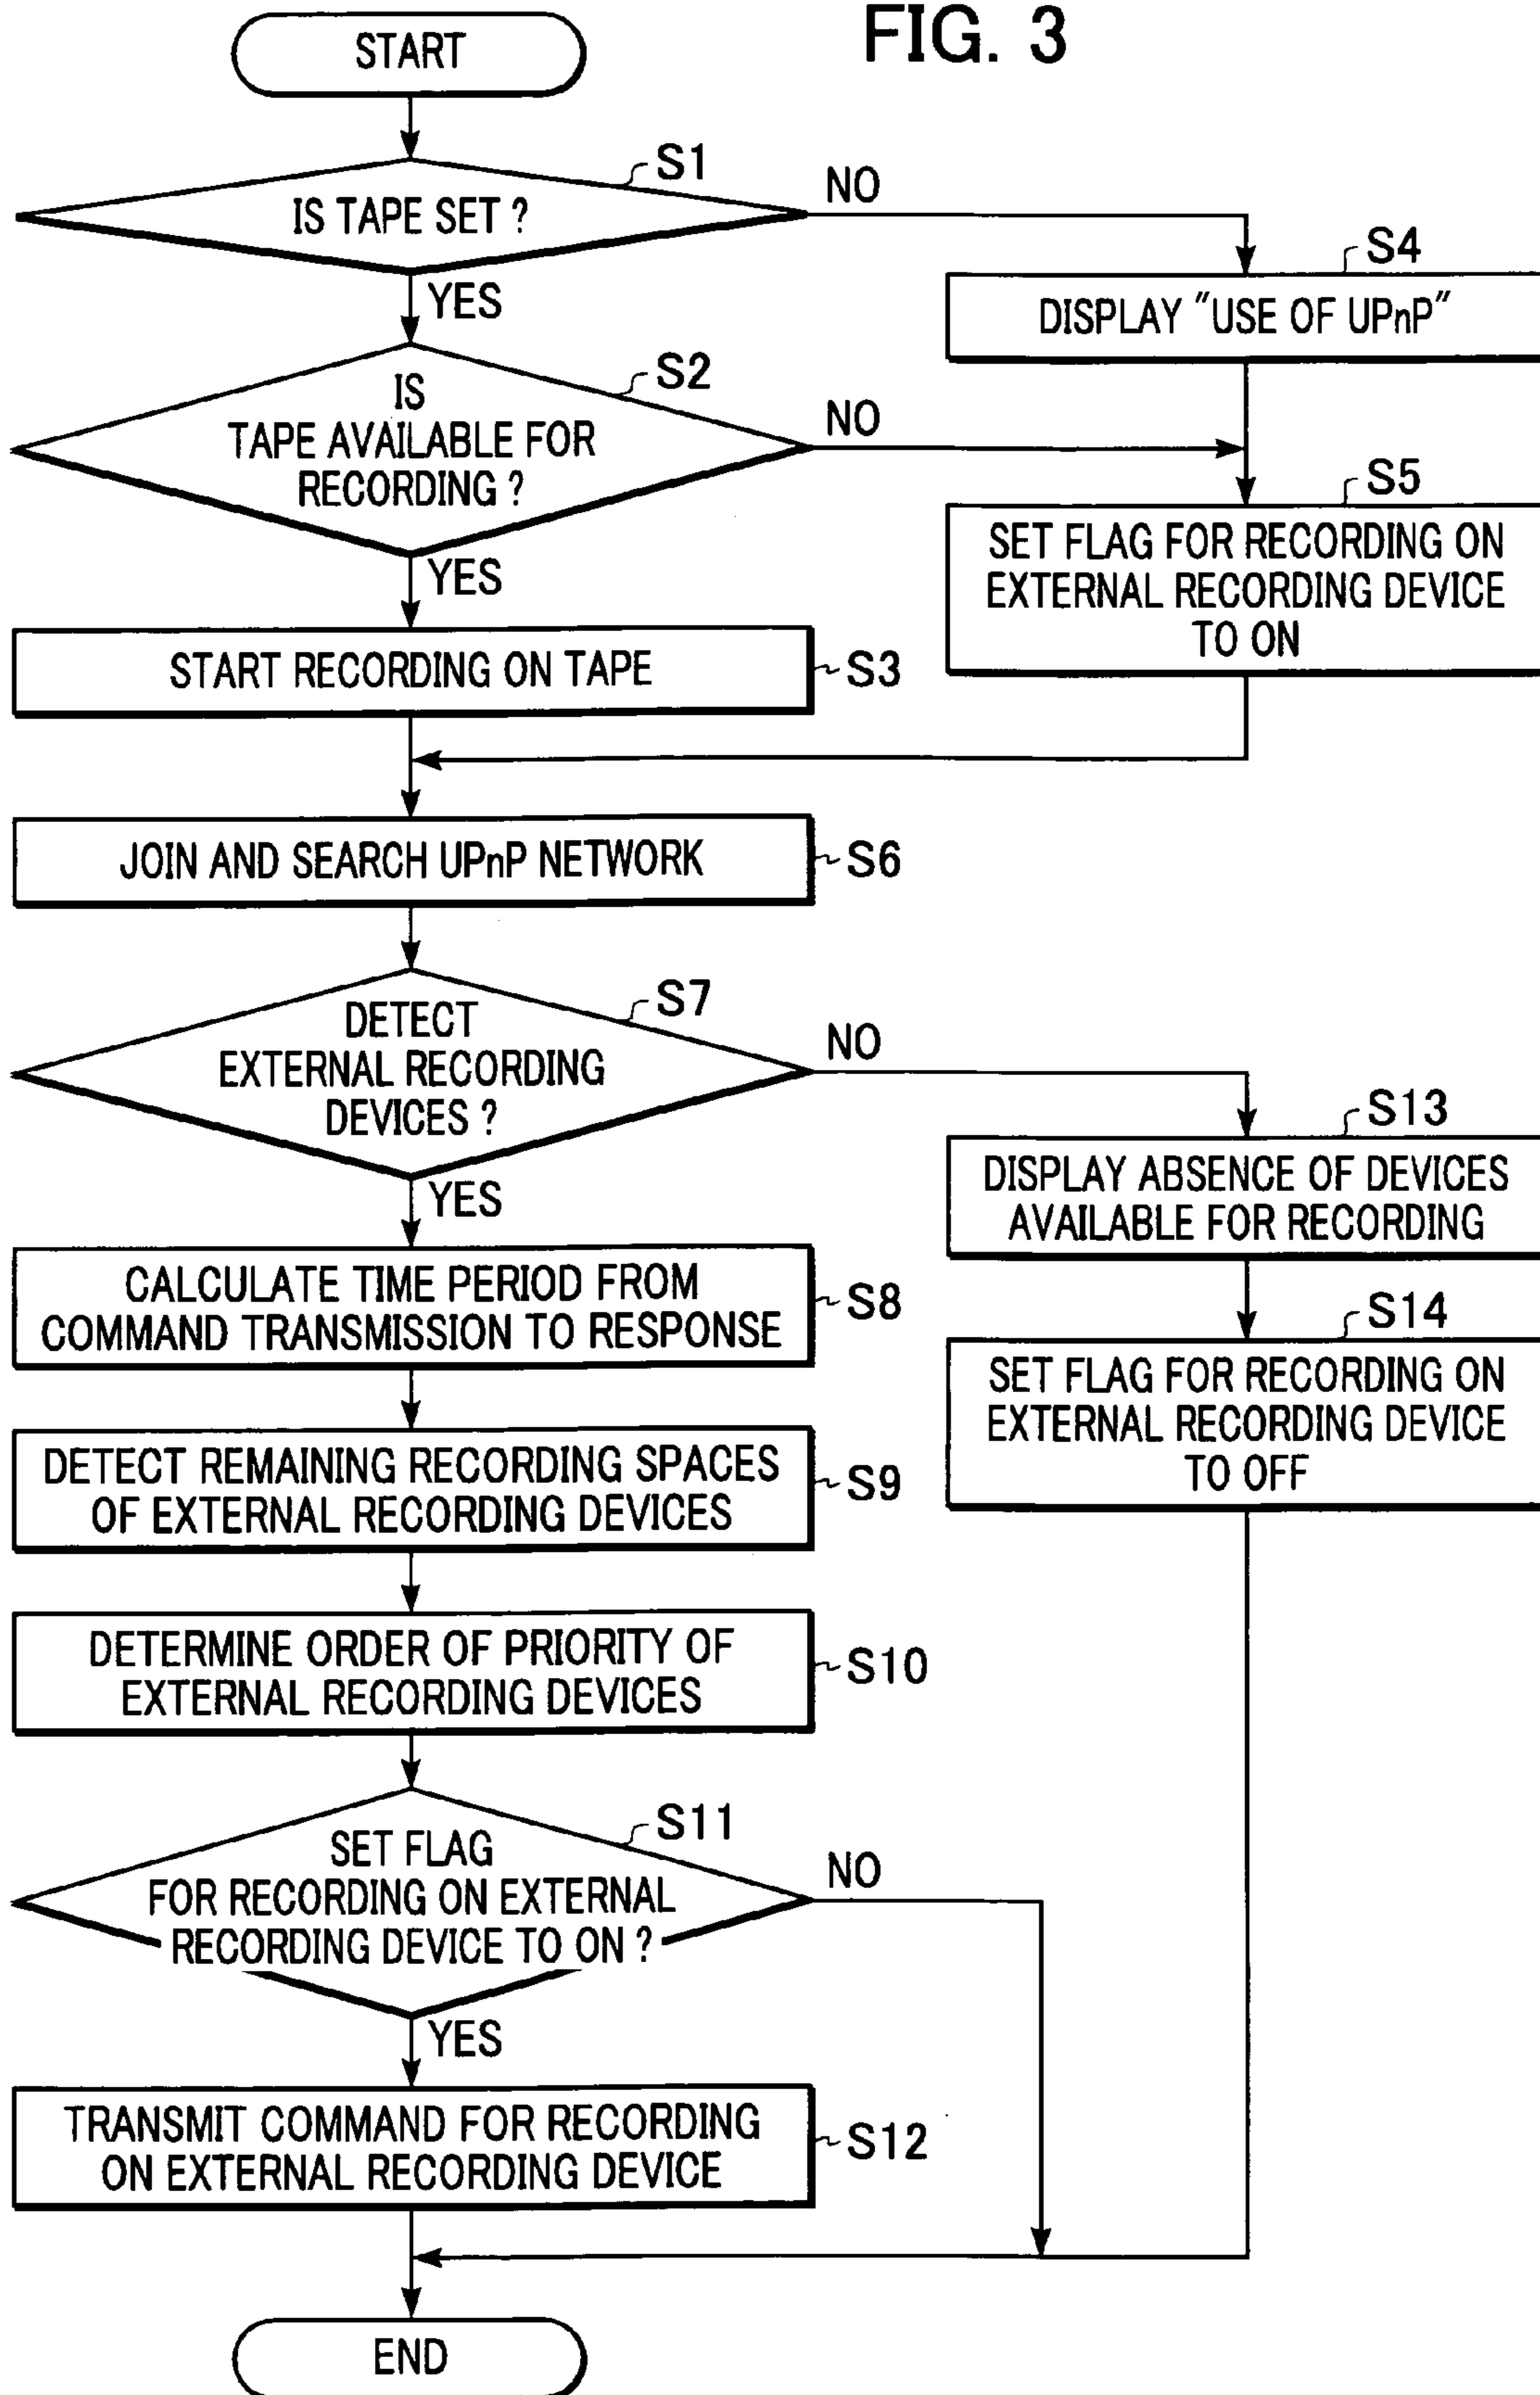 FIG. 3
START
S1
IS TAPE SET ?
NO
YES
S4
DISPLAY "USE OF UPnP"
S2
IS
TAPE AVAILABLE FOR
RECORDING ?
NO
YES
S5
SET FLAG FOR RECORDING ON
EXTERNAL RECORDING DEVICE
TO ON
START RECORDING ON TAPE
S3
JOIN AND SEARCH UPnP NETWORK
S6
S7
DETECT
EXTERNAL RECORDING
DEVICES ?
NO
YES
S13
DISPLAY ABSENCE OF DEVICES
AVAILABLE FOR RECORDING
CALCULATE TIME PERIOD FROM
COMMAND TRANSMISSION TO RESPONSE
S8
S14
SET FLAG FOR RECORDING ON
EXTERNAL RECORDING DEVICE
TO OFF
DETECT REMAINING RECORDING SPACES
OF EXTERNAL RECORDING DEVICES
S9
DETERMINE ORDER OF PRIORITY OF
EXTERNAL RECORDING DEVICES
S10
S11
SET FLAG
FOR RECORDING ON EXTERNAL
RECORDING DEVICE TO ON ?
NO
YES
TRANSMIT COMMAND FOR RECORDING
ON EXTERNAL RECORDING DEVICE
S12
END